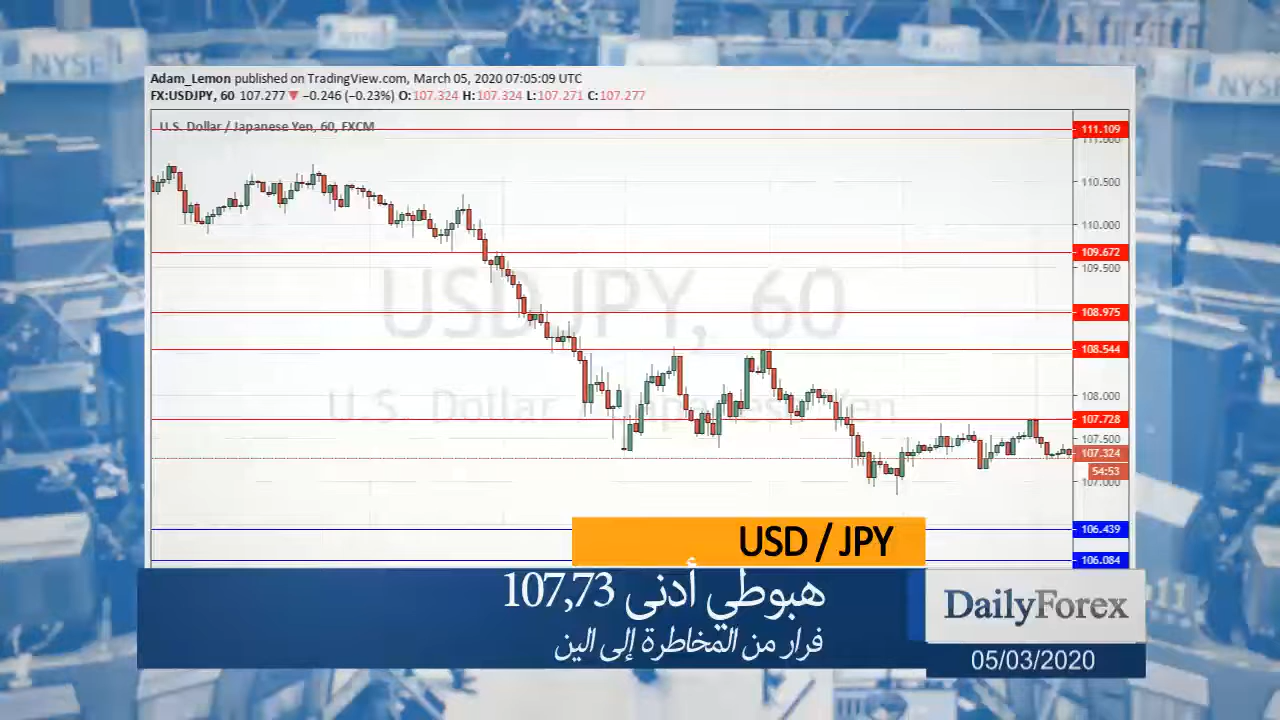 NYSE
Adam_Lemon published on TradingView.com, March 05, 2020 07:05:09 UTC
FX:USDJPY, 60 107.277 ▼ −0.246 (−0.23%) O:107.324 H:107.324 L:107.271 C:107.277
NYSE
U.S. Dollar / Japanese Yen, 60, FXCM
111.109
111.000
110.500
110.000
109.672
109.500
USDJPY, 60
108.975
108.544
U.S. Dollar / Japanese Yen
108.000
107.728
107.500
107.324
54:53
107.000
106.439
106.084
USD / JPY
هبوطي أدنى 107,73
فرار من المخاطرة إلى الين
DailyForex
05/03/2020